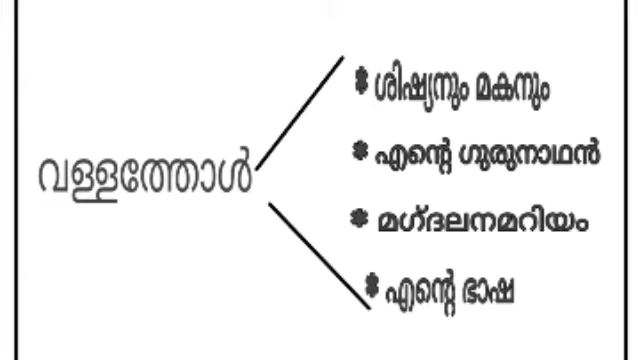 വള്ളത്തോൾ
* ശിഷ്യനും മകനും
* എന്റെ ഗുരുനാഥൻ
* മഗ്ദലനമറിയം
* എന്റെ ഭാഷ